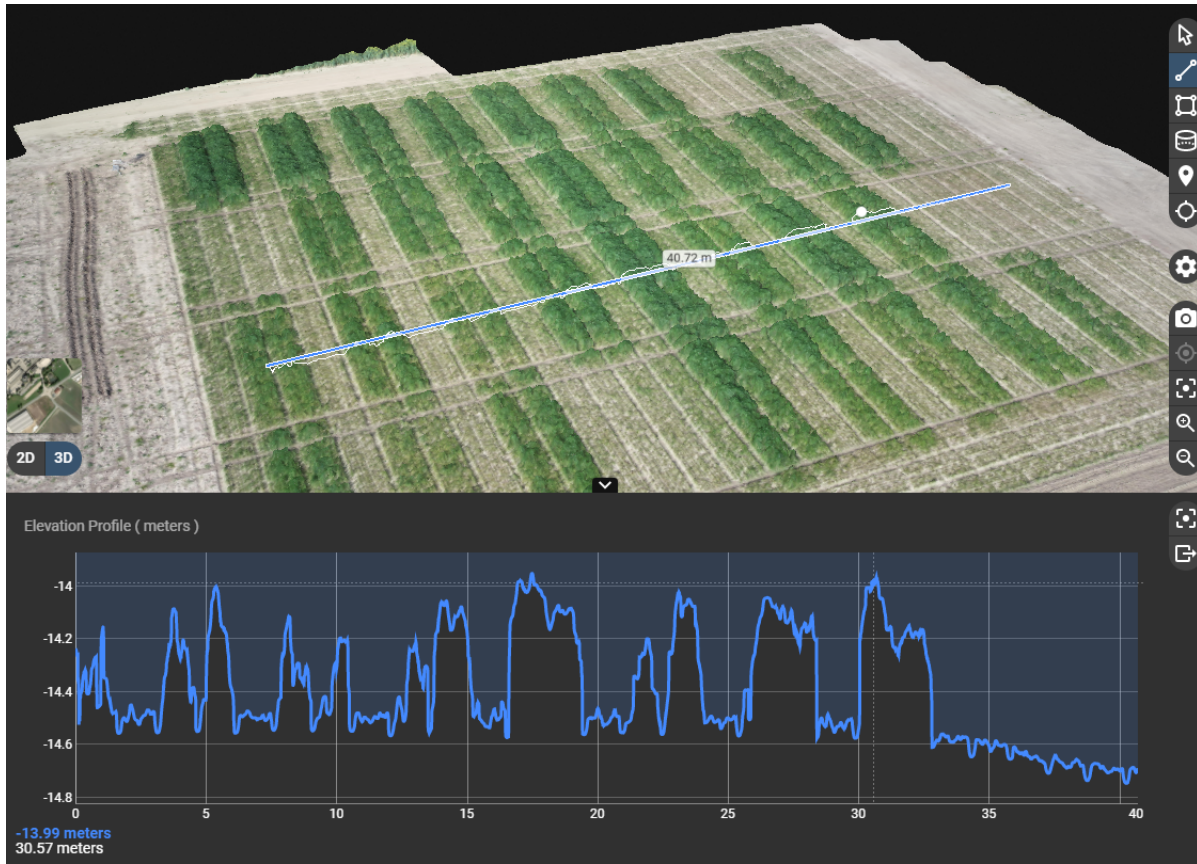 40.72 m
2D 3D
Elevation Profile ( meters )
-14
-14.2
-14.4
-14.6
-14.8
0 5 10 15 20 25 30 35 40
-13.99 meters
30.57 meters